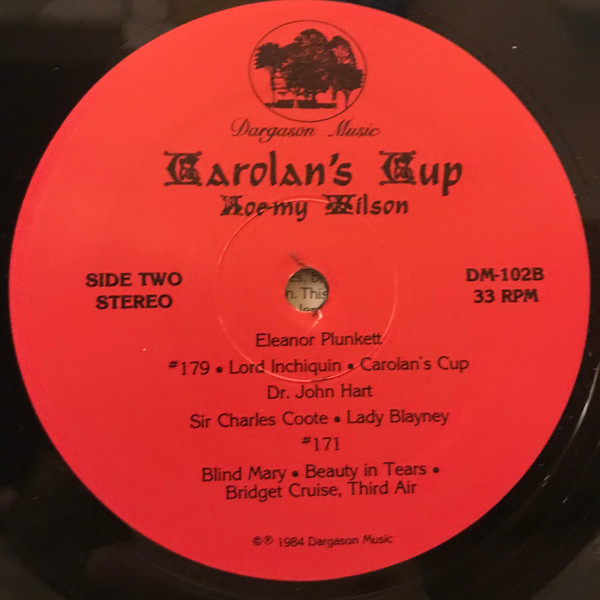 Dargason Music
Carolan's Cup
Joemy Wilson
SIDE TWO
STEREO
DM-102B
33 RPM
n. This
Eleanor Plunkett
#179 • Lord Inchiquin • Carolan's Cup
Dr. John Hart
Sir Charles Coote • Lady Blayney
#171
Blind Mary • Beauty in Tears •
Bridget Cruise, Third Air
©℗ 1984 Dargason Music